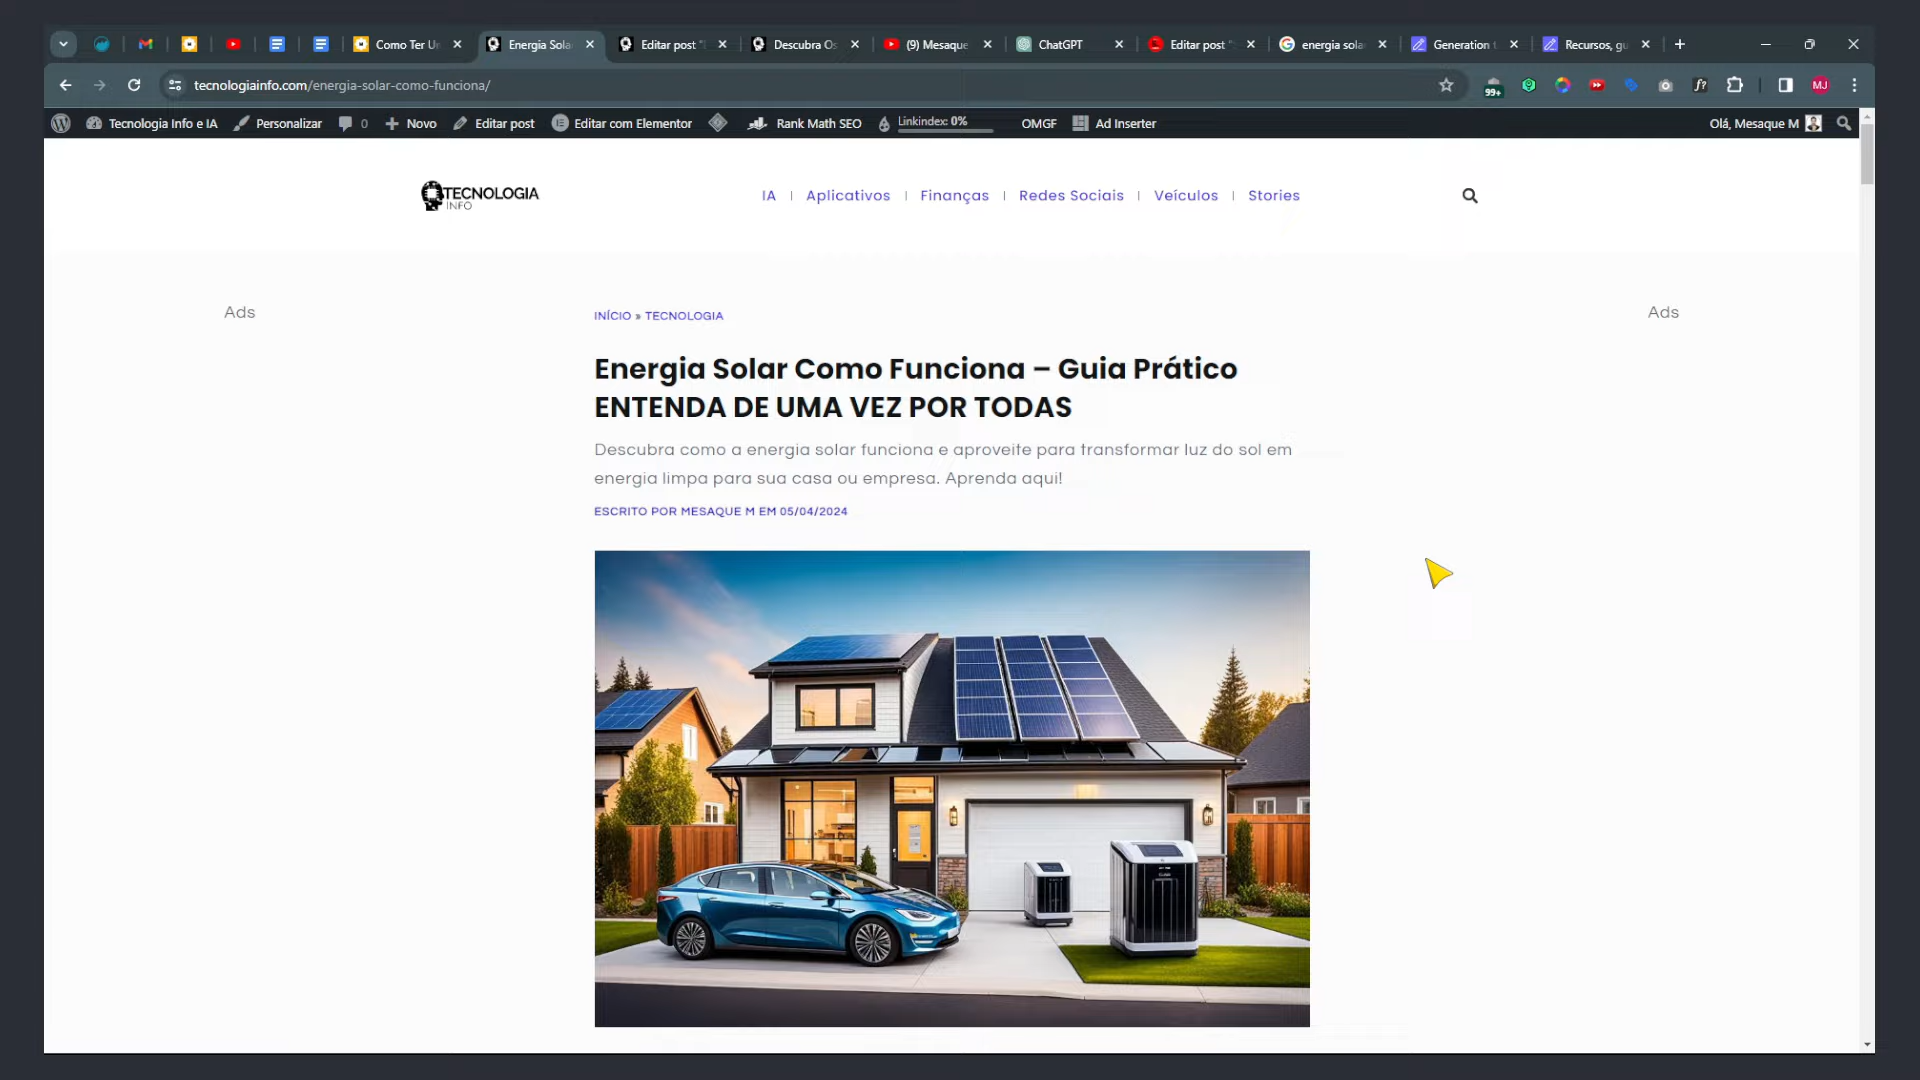 Como Ter Un
Energia Sola
Editar post "E
Descubra Os
(9) Mesaque
ChatGPT
Editar post "
energia sola
Generation t
Recursos, gu
tecnologiainfo.com/energia-solar-como-funciona/
99+
f?
MJ
Tecnologia Info e IA
Personalizar
0
Novo
Editar post
Editar com Elementor
Rank Math SEO
Linkindex: 0%
OMGF
Ad Inserter
Olá, Mesaque M
TECNOLOGIA
INFO
IA
Aplicativos
Finanças
Redes Sociais
Veículos
Stories
Ads
Ads
INÍCIO » TECNOLOGIA
Energia Solar Como Funciona – Guia Prático
ENTENDA DE UMA VEZ POR TODAS
Descubra como a energia solar funciona e aproveite para transformar luz do sol em
energia limpa para sua casa ou empresa. Aprenda aqui!
ESCRITO POR MESAQUE M EM 05/04/2024